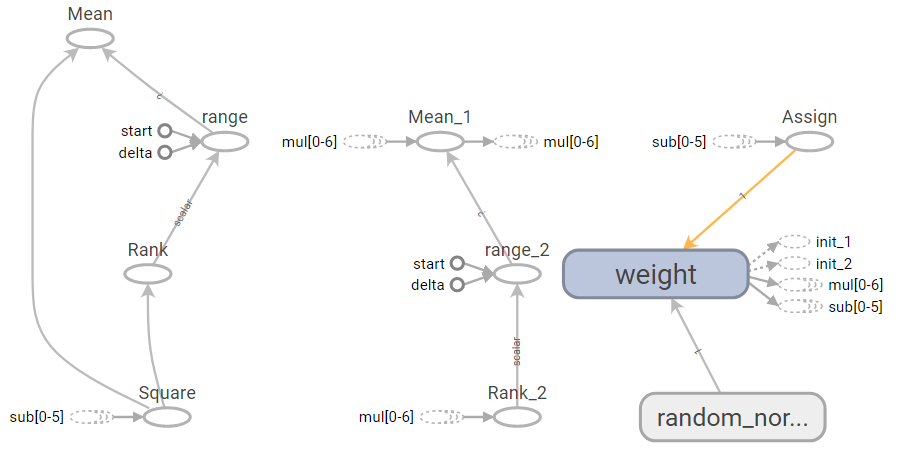 Mean
range
start
delta
scalar
Rank
Square
sub[0-5]
Mean_1
mul[0-6]
mul[0-6]
range_2
start
delta
scalar
Rank_2
mul[0-6]
Assign
sub[0-5]
1
weight
init_1
init_2
mul[0-6]
sub[0-5]
1
random_nor...